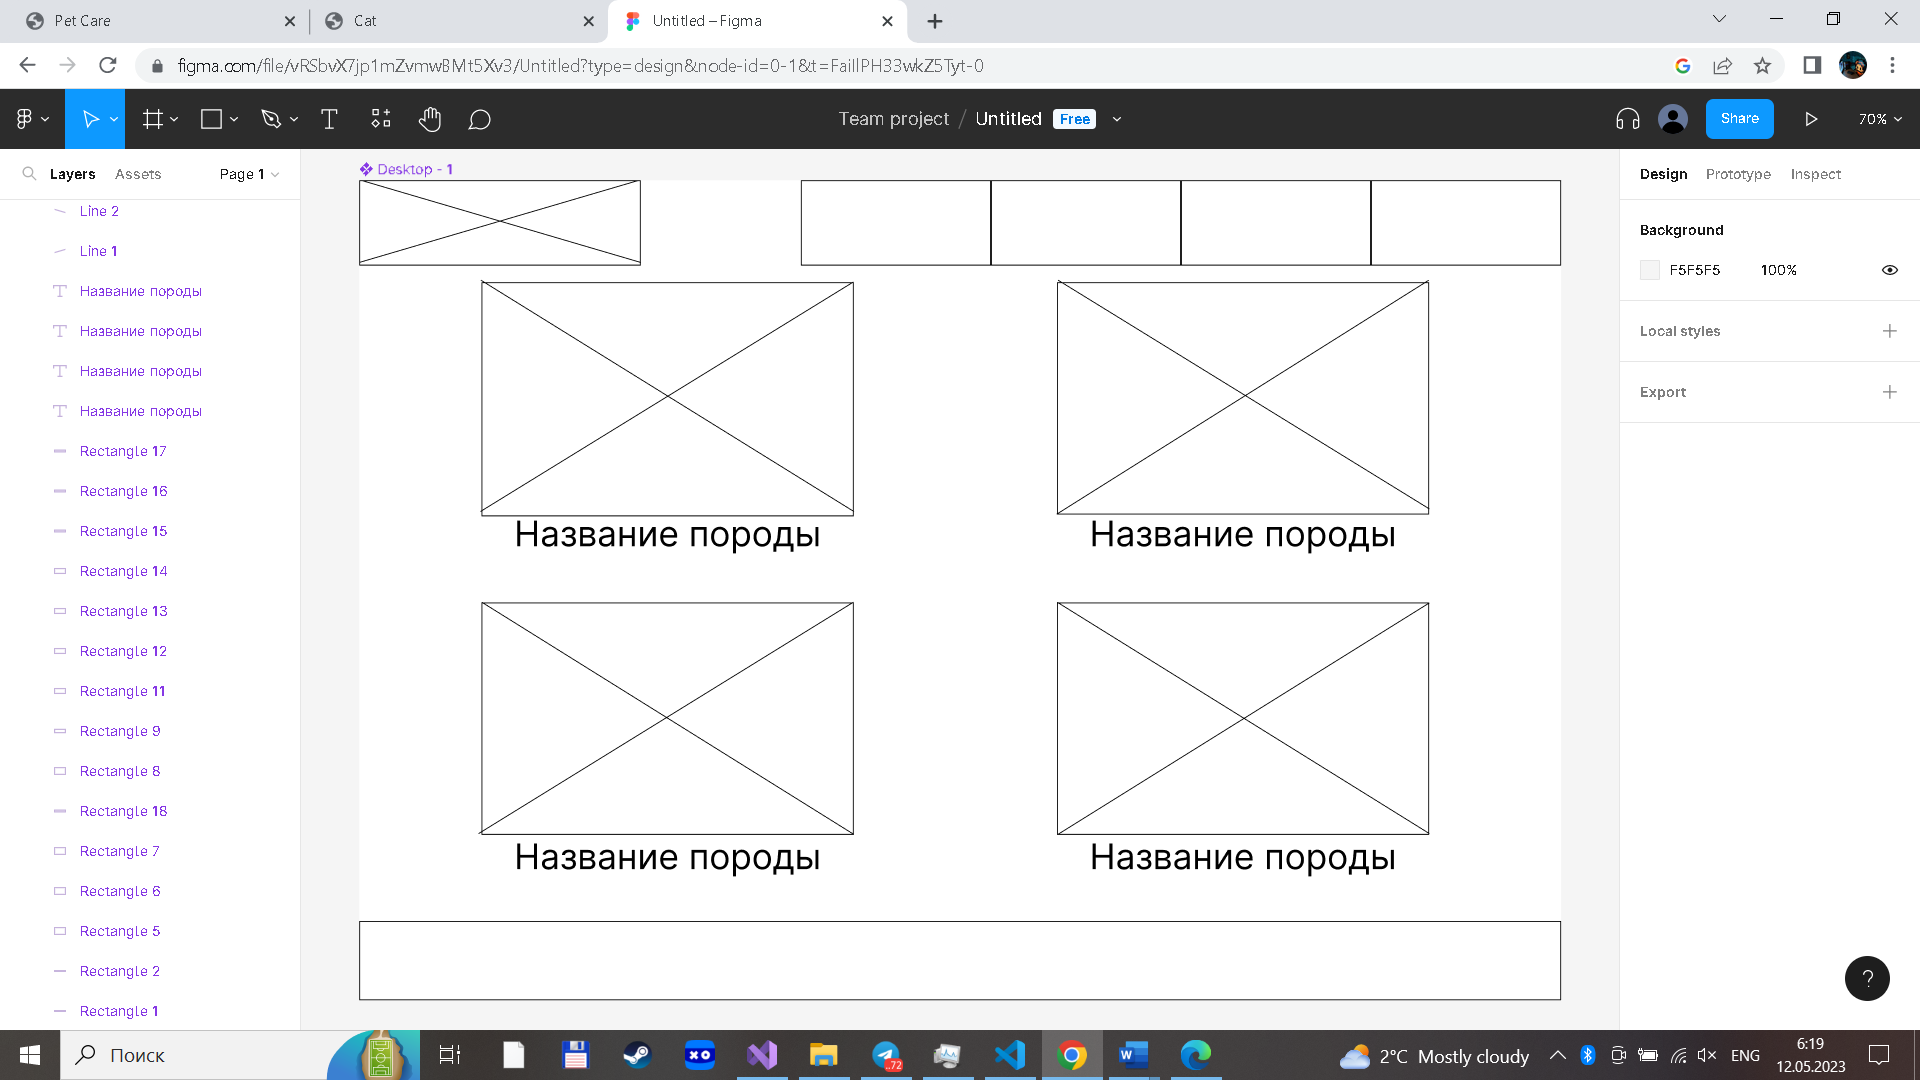 Pet Care
Cat
Untitled – Figma
figma.com/file/vRSbvX7jp1mZvmwBMt5Xv3/Untitled?type=design&node-id=0-1&t=FaillPH33wkZ5Tyt-0
Team project / Untitled Free
Share
70%
Layers
Assets
Page 1
Desktop - 1
Design
Prototype
Inspect
Line 2
Line 1
Название породы
Название породы
Название породы
Название породы
Rectangle 17
Rectangle 16
Rectangle 15
Rectangle 14
Rectangle 13
Rectangle 12
Rectangle 11
Rectangle 9
Rectangle 8
Rectangle 18
Rectangle 7
Rectangle 6
Rectangle 5
Rectangle 2
Rectangle 1
Название породы
Название породы
Название породы
Название породы
Background
F5F5F5 100%
Local styles
Export
?
Поиск
XO
..72
W
2°C Mostly cloudy
ENG
6:19
12.05.2023